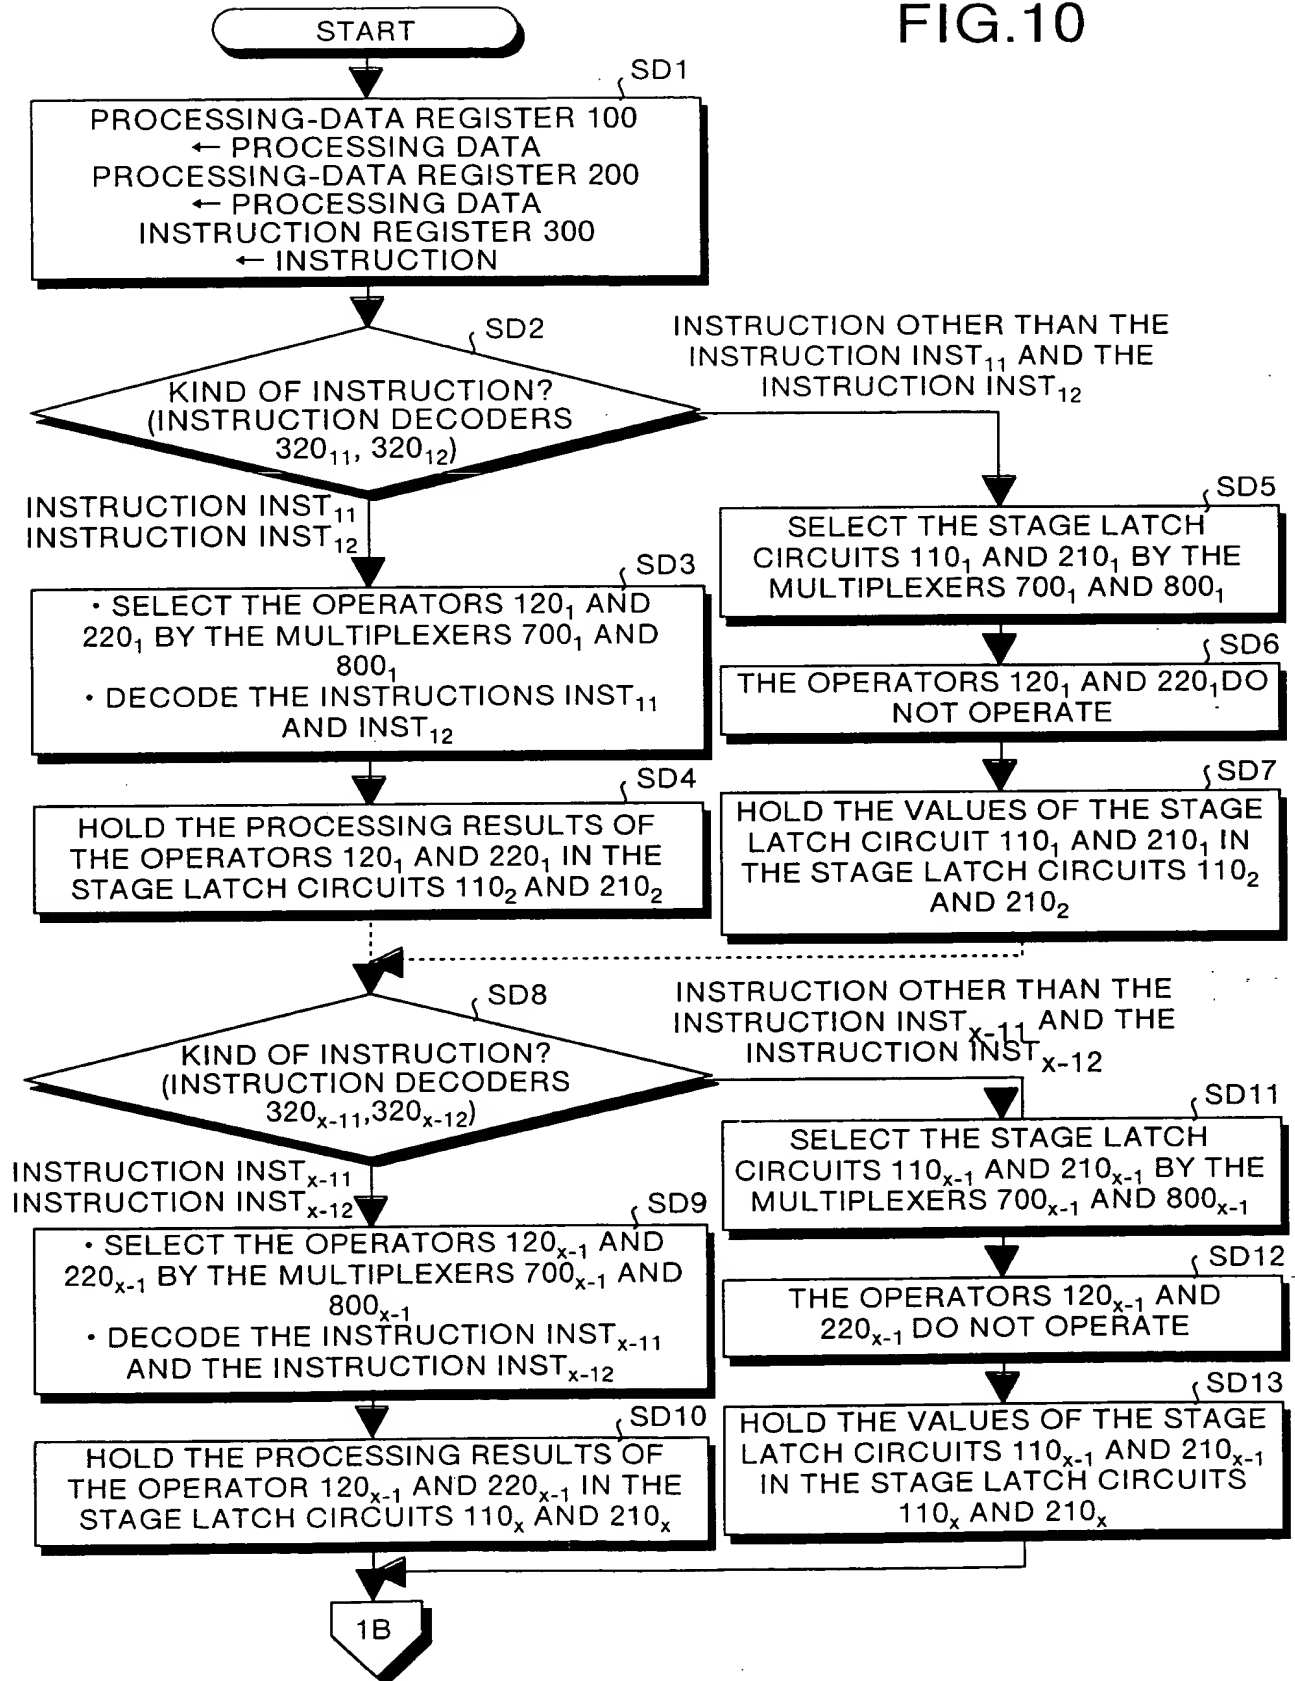 FIG.10
START
SD1
PROCESSING-DATA REGISTER 100
← PROCESSING DATA
PROCESSING-DATA REGISTER 200
← PROCESSING DATA
INSTRUCTION REGISTER 300
← INSTRUCTION
SD2
KIND OF INSTRUCTION?
(INSTRUCTION DECODERS
320₁₁, 320₁₂)
INSTRUCTION OTHER THAN THE
INSTRUCTION INST₁₁ AND THE
INSTRUCTION INST₁₂
INSTRUCTION INST₁₁
INSTRUCTION INST₁₂
SD3
· SELECT THE OPERATORS 120₁ AND
220₁ BY THE MULTIPLEXERS 700₁ AND
800₁
· DECODE THE INSTRUCTIONS INST₁₁
AND INST₁₂
SD4
HOLD THE PROCESSING RESULTS OF
THE OPERATORS 120₁ AND 220₁ IN THE
STAGE LATCH CIRCUITS 110₂ AND 210₂
SD5
SELECT THE STAGE LATCH
CIRCUITS 110₁ AND 210₁ BY THE
MULTIPLEXERS 700₁ AND 800₁
SD6
THE OPERATORS 120₁ AND 220₁DO
NOT OPERATE
SD7
HOLD THE VALUES OF THE STAGE
LATCH CIRCUIT 110₁ AND 210₁ IN
THE STAGE LATCH CIRCUITS 110₂
AND 210₂
SD8
KIND OF INSTRUCTION?
(INSTRUCTION DECODERS
320ₓ₋₁₁,320ₓ₋₁₂)
INSTRUCTION OTHER THAN THE
INSTRUCTION INSTₓ₋₁₁ AND THE
INSTRUCTION INSTₓ₋₁₂
INSTRUCTION INSTₓ₋₁₁
INSTRUCTION INSTₓ₋₁₂
SD9
· SELECT THE OPERATORS 120ₓ₋₁ AND
220ₓ₋₁ BY THE MULTIPLEXERS 700ₓ₋₁ AND
800ₓ₋₁
· DECODE THE INSTRUCTION INSTₓ₋₁₁
AND THE INSTRUCTION INSTₓ₋₁₂
SD10
HOLD THE PROCESSING RESULTS OF
THE OPERATOR 120ₓ₋₁ AND 220ₓ₋₁ IN THE
STAGE LATCH CIRCUITS 110ₓ AND 210ₓ
SD11
SELECT THE STAGE LATCH
CIRCUITS 110ₓ₋₁ AND 210ₓ₋₁ BY THE
MULTIPLEXERS 700ₓ₋₁ AND 800ₓ₋₁
SD12
THE OPERATORS 120ₓ₋₁ AND
220ₓ₋₁ DO NOT OPERATE
SD13
HOLD THE VALUES OF THE STAGE
LATCH CIRCUITS 110ₓ₋₁ AND 210ₓ₋₁
IN THE STAGE LATCH CIRCUITS
110ₓ AND 210ₓ
1B